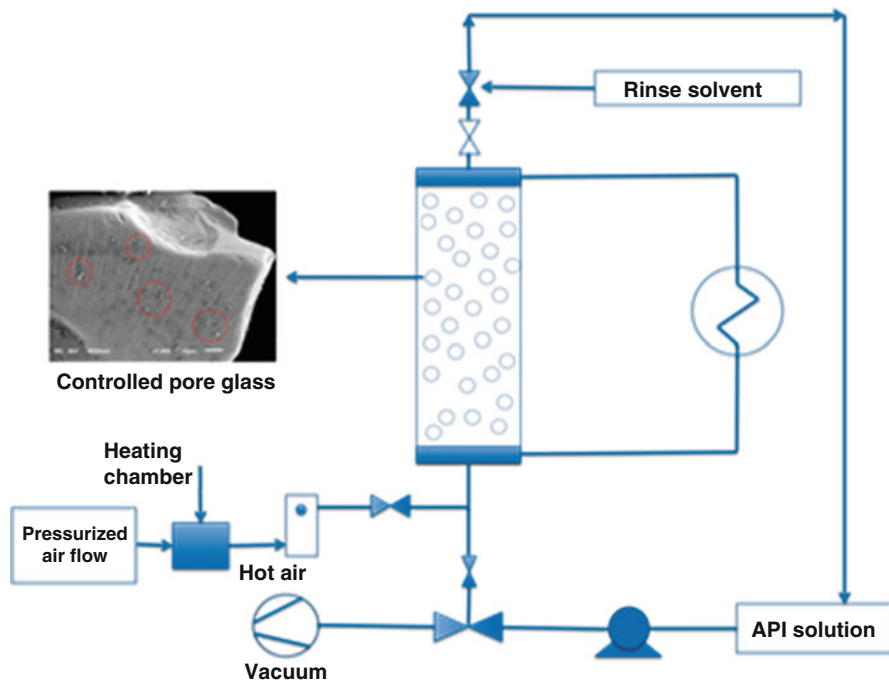 Rinse solvent
Controlled pore glass
Heating
chamber
Pressurized
air flow
Hot air
Vacuum
API solution